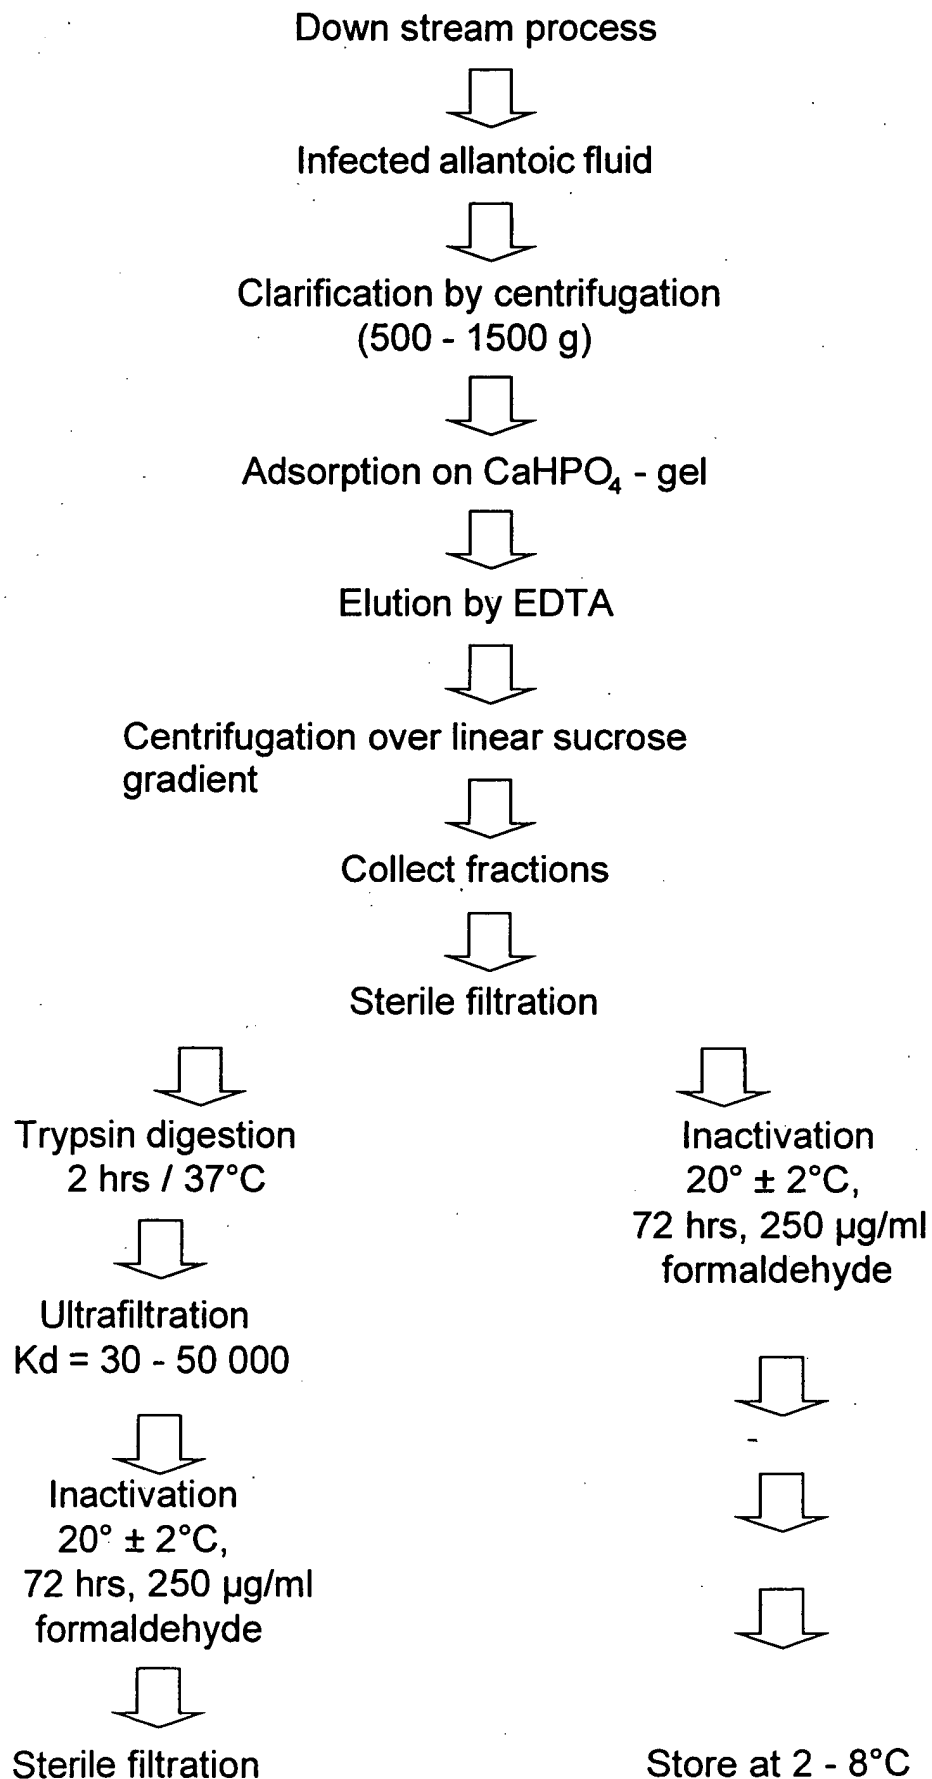 Down stream process
Infected allantoic fluid
Clarification by centrifugation
(500 - 1500 g)
Adsorption on CaHPO₄ - gel
Elution by EDTA
Centrifugation over linear sucrose
gradient
Collect fractions
Sterile filtration
Trypsin digestion
2 hrs / 37°C
Ultrafiltration
Kd = 30 - 50 000
Inactivation
20° ± 2°C,
72 hrs, 250 µg/ml
formaldehyde
Sterile filtration
Inactivation
20° ± 2°C,
72 hrs, 250 µg/ml
formaldehyde
-
Store at 2 - 8°C